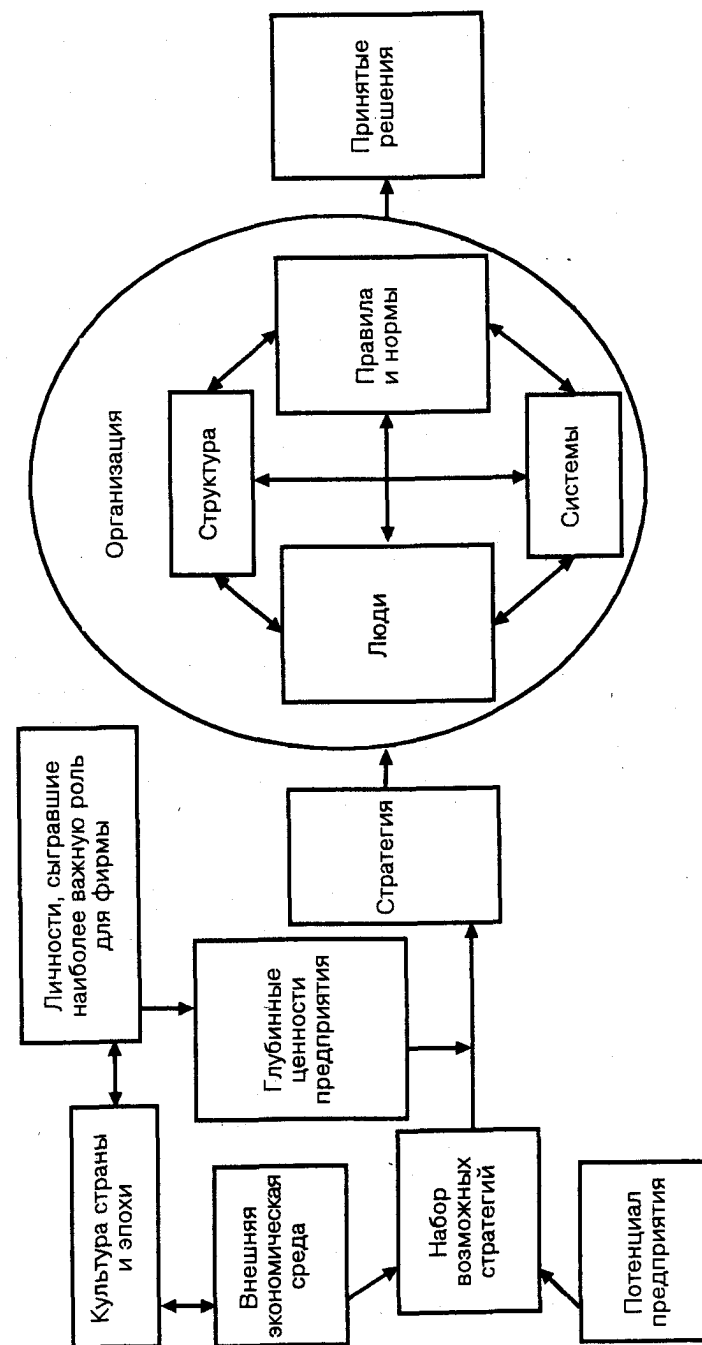 Культура страны
и эпохи
Личности, сыгравшие
наиболее важную роль
для фирмы
Внешняя
экономическая
среда
Глубинные
ценности
предприятия
Набор
возможных
стратегий
Потенциал
предприятия
Стратегия
Организация
Структура
Люди
Правила
и нормы
Системы
Принятые
решения